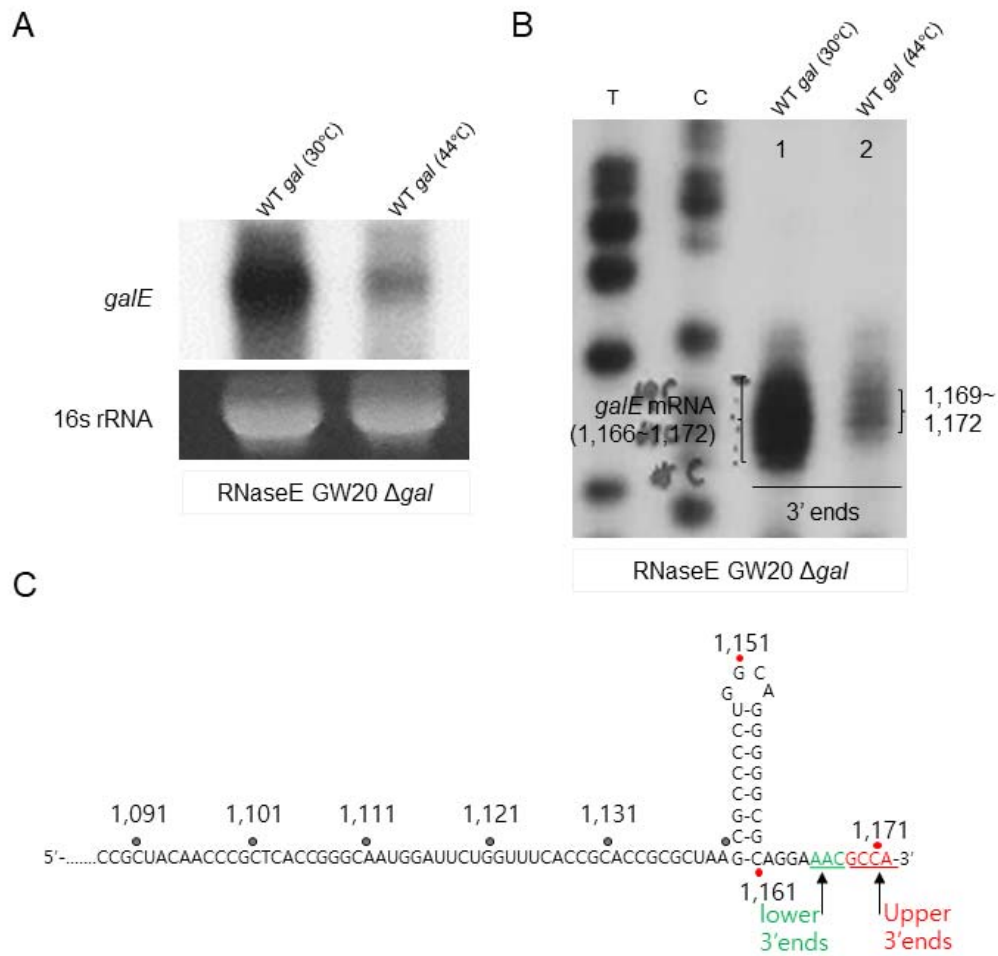 A
WT gal (30°C)
WT gal (44°C)
galE
16s rRNA
RNaseE GW20 Δgal
B
T
C
WT gal (30°C)
WT gal (44°C)
1
2
galE mRNA
(1,166~1,172)
1,169~
1,172
3' ends
RNaseE GW20 Δgal
C
1,151
G C
G A
U-G
C-G
C-G
C-G
C-G
G-C
C-G
1,091 1,101 1,111 1,121 1,131 1,171
5'-.......CCGCUACAACCCGCUCACCGGGCAAUGGAUUCUGGUUUCACCGCACCGCGCUAAG-CAGGAAACGCCA-3'
1,161
lower
3'ends
Upper
3'ends